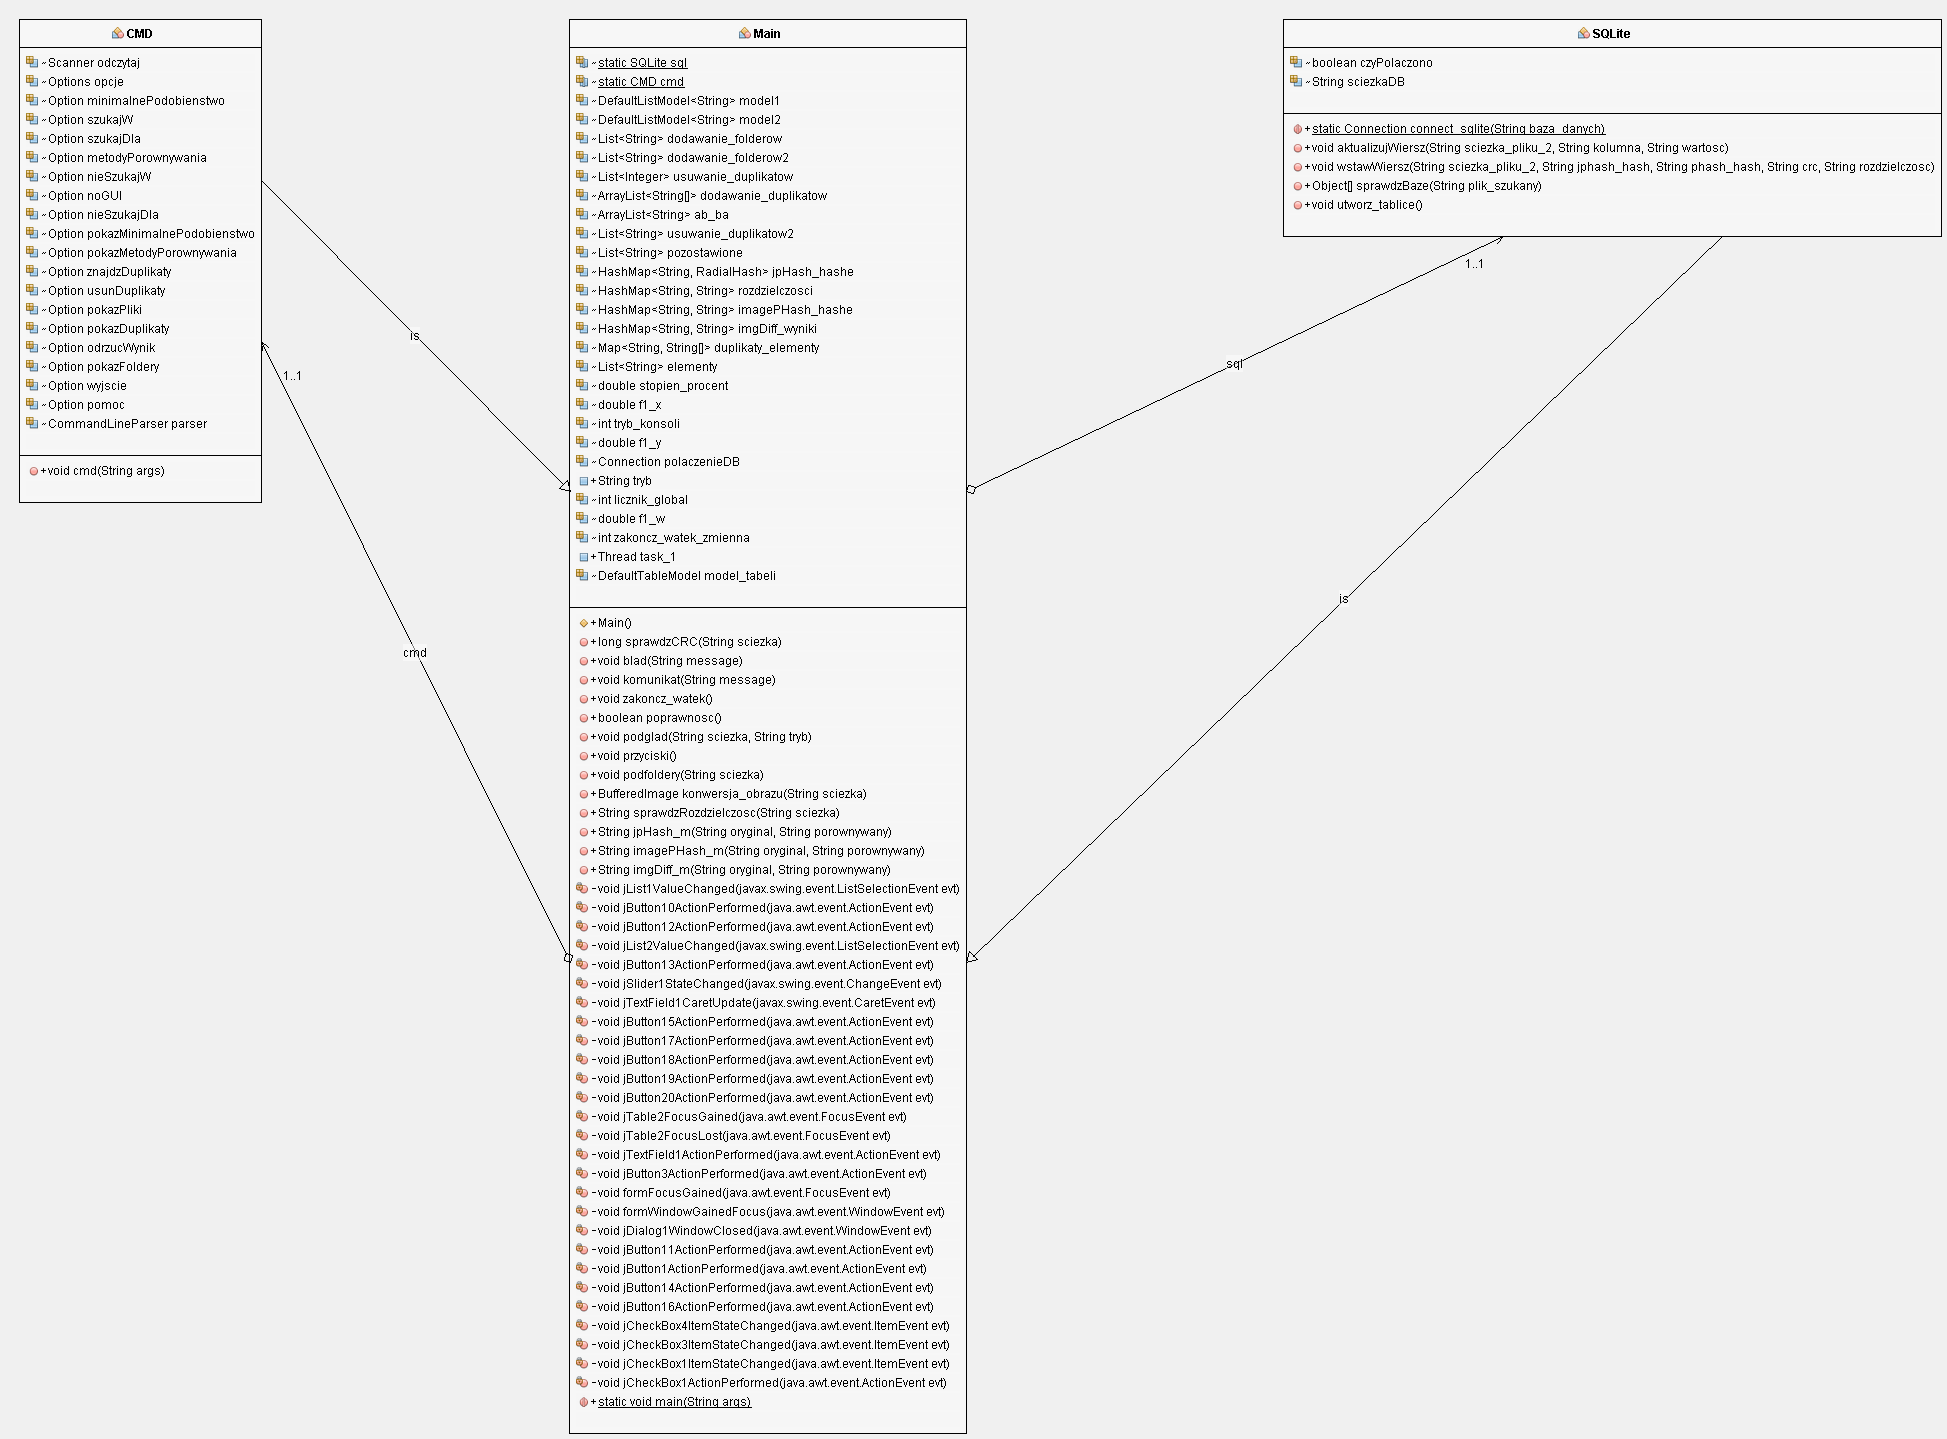 CMD
~Scanner odczytaj
~Options opcje
~Option minimalnePodobienstwo
~Option szukajW
~Option szukajDla
~Option metodyPorownywania
~Option nieSzukajW
~Option noGUI
~Option nieSzukajDla
~Option pokazMinimalnePodobienstwo
~Option pokazMetodyPorownywania
~Option znajdzDuplikaty
~Option usunDuplikaty
~Option pokazPliki
~Option pokazDuplikaty
~Option odrzucWynik
~Option pokazFoldery
~Option wyjscie
~Option pomoc
~CommandLineParser parser
+void cmd(String args)
Main
~static SQLite sql
~static CMD cmd
~DefaultListModel<String> model1
~DefaultListModel<String> model2
~List<String> dodawanie_folderow
~List<String> dodawanie_folderow2
~List<Integer> usuwanie_duplikatow
~ArrayList<String[]> dodawanie_duplikatow
~ArrayList<String> ab_ba
~List<String> usuwanie_duplikatow2
~List<String> pozostawione
~HashMap<String, RadialHash> jpHash_hashe
~HashMap<String, String> rozdzielczosci
~HashMap<String, String> imagePHash_hashe
~HashMap<String, String> imgDiff_wyniki
~Map<String, String[]> duplikaty_elementy
~List<String> elementy
~double stopien_procent
~double f1_x
~int tryb_konsoli
~double f1_y
~Connection polaczenieDB
+String tryb
~int licznik_global
~double f1_w
~int zakoncz_watek_zmienna
+Thread task_1
~DefaultTableModel model_tabeli
+Main()
+long sprawdzCRC(String sciezka)
+void blad(String message)
+void komunikat(String message)
+void zakoncz_watek()
+boolean poprawnosc()
+void podglad(String sciezka, String tryb)
+void przyciski()
+void podfoldery(String sciezka)
+BufferedImage konwersja_obrazu(String sciezka)
+String sprawdzRozdzielczosc(String sciezka)
+String jpHash_m(String oryginal, String porownywany)
+String imagePHash_m(String oryginal, String porownywany)
+String imgDiff_m(String oryginal, String porownywany)
-void jList1ValueChanged(javax.swing.event.ListSelectionEvent evt)
-void jButton10ActionPerformed(java.awt.event.ActionEvent evt)
-void jButton12ActionPerformed(java.awt.event.ActionEvent evt)
-void jList2ValueChanged(javax.swing.event.ListSelectionEvent evt)
-void jButton13ActionPerformed(java.awt.event.ActionEvent evt)
-void jSlider1StateChanged(javax.swing.event.ChangeEvent evt)
-void jTextField1CaretUpdate(javax.swing.event.CaretEvent evt)
-void jButton15ActionPerformed(java.awt.event.ActionEvent evt)
-void jButton17ActionPerformed(java.awt.event.ActionEvent evt)
-void jButton18ActionPerformed(java.awt.event.ActionEvent evt)
-void jButton19ActionPerformed(java.awt.event.ActionEvent evt)
-void jButton20ActionPerformed(java.awt.event.ActionEvent evt)
-void jTable2FocusGained(java.awt.event.FocusEvent evt)
-void jTable2FocusLost(java.awt.event.FocusEvent evt)
-void jTextField1ActionPerformed(java.awt.event.ActionEvent evt)
-void jButton3ActionPerformed(java.awt.event.ActionEvent evt)
-void formFocusGained(java.awt.event.FocusEvent evt)
-void formWindowGainedFocus(java.awt.event.WindowEvent evt)
-void jDialog1WindowClosed(java.awt.event.WindowEvent evt)
-void jButton11ActionPerformed(java.awt.event.ActionEvent evt)
-void jButton1ActionPerformed(java.awt.event.ActionEvent evt)
-void jButton14ActionPerformed(java.awt.event.ActionEvent evt)
-void jButton16ActionPerformed(java.awt.event.ActionEvent evt)
-void jCheckBox4ItemStateChanged(java.awt.event.ItemEvent evt)
-void jCheckBox3ItemStateChanged(java.awt.event.ItemEvent evt)
-void jCheckBox1ItemStateChanged(java.awt.event.ItemEvent evt)
-void jCheckBox1ActionPerformed(java.awt.event.ActionEvent evt)
+static void main(String args)
SQLite
~boolean czyPolaczono
~String sciezkaDB
+static Connection connect_sqlite(String baza_danych)
+void aktualizujWiersz(String sciezka_pliku_2, String kolumna, String wartosc)
+void wstawWiersz(String sciezka_pliku_2, String jphash_hash, String phash_hash, String crc, String rozdzielczosc)
+Object[] sprawdzBaze(String plik_szukany)
+void utworz_tablice()
is
1..1
cmd
1..1
sql
is